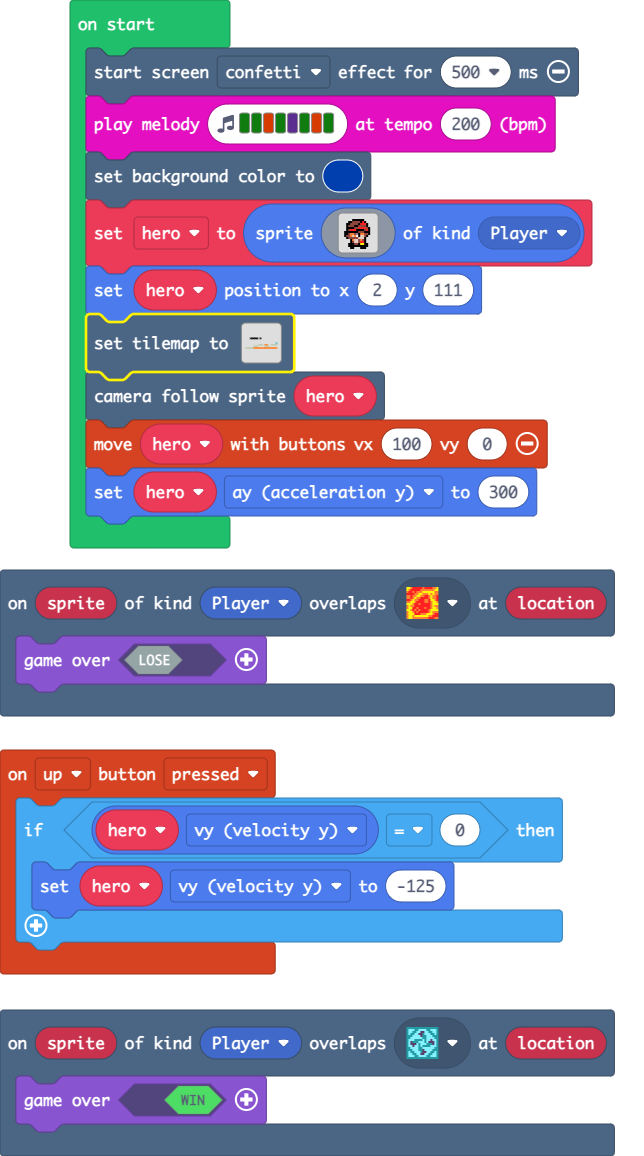 on start
start screen confetti effect for 500 ms
play melody at tempo 200 (bpm)
set background color to
set hero to sprite of kind Player
set hero position to x 2 y 111
set tilemap to
camera follow sprite hero
move hero with buttons vx 100 vy 0
set hero ay (acceleration y) to 300
on sprite of kind Player overlaps at location
game over LOSE
on up button pressed
if hero vy (velocity y) = 0 then
set hero vy (velocity y) to -125
on sprite of kind Player overlaps at location
game over WIN